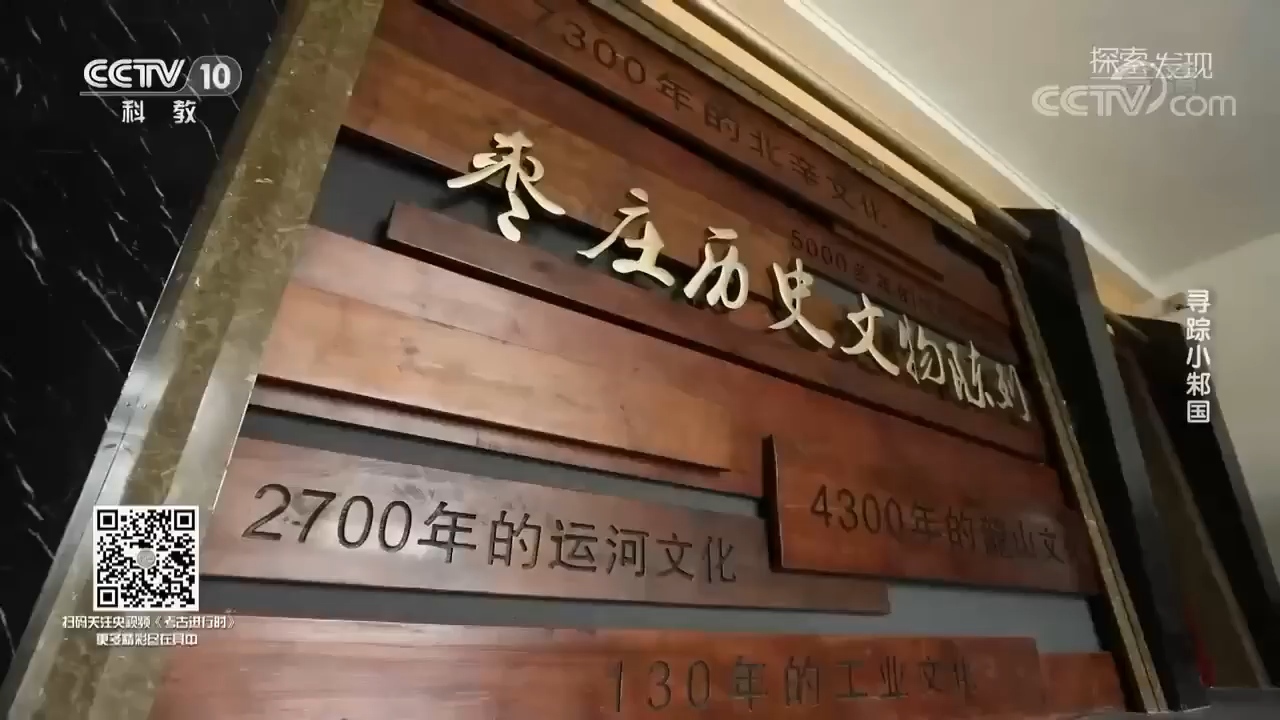 CCTV 10
科教
探索·发现
CCTV.com
7300年的北辛文化
5000
枣庄历史文物陈列
寻踪小邾国
2700年的运河文化
4300年的龍山文
130年的工业文化
扫码关注央视频《考古进行时》
更多精彩尽在其中